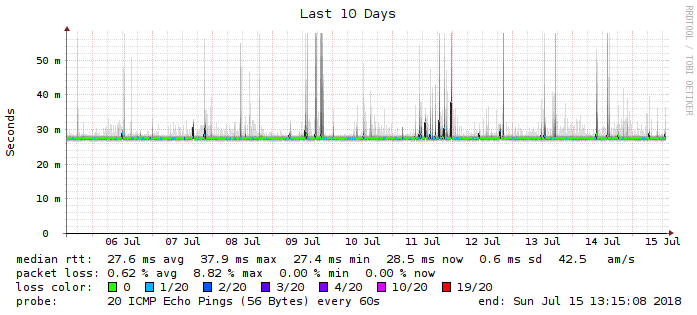 Last 10 Days
RRDTOOL / TOBI OETIKER
Seconds
50 m
40 m
30 m
20 m
10 m
0
06 Jul 07 Jul 08 Jul 09 Jul 10 Jul 11 Jul 12 Jul 13 Jul 14 Jul 15 Jul
median rtt: 27.6 ms avg 37.9 ms max 27.4 ms min 28.5 ms now 0.6 ms sd 42.5 am/s
packet loss: 0.62 % avg 8.82 % max 0.00 % min 0.00 % now
loss color: 0 1/20 2/20 3/20 4/20 10/20 19/20
probe: 20 ICMP Echo Pings (56 Bytes) every 60s end: Sun Jul 15 13:15:08 2018